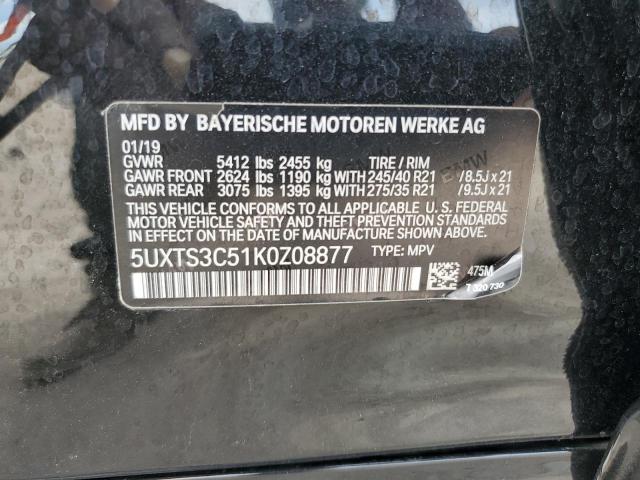 MFD BY BAYERISCHE MOTOREN WERKE AG
01/19
GVWR 5412 lbs 2455 kg TIRE / RIM
GAWR FRONT 2624 lbs 1190 kg WITH 245/40 R21 /8.5J x 21
GAWR REAR 3075 lbs 1395 kg WITH 275/35 R21 /9.5J x 21
THIS VEHICLE CONFORMS TO ALL APPLICABLE U. S. FEDERAL
MOTOR VEHICLE SAFETY AND THEFT PREVENTION
STANDARDS IN EFFECT ON THE DATE OF MANUFACTURE
SHOWN ABOVE.
5UXTS3C51K0Z08877 TYPE: MPV
475M
7 320 730